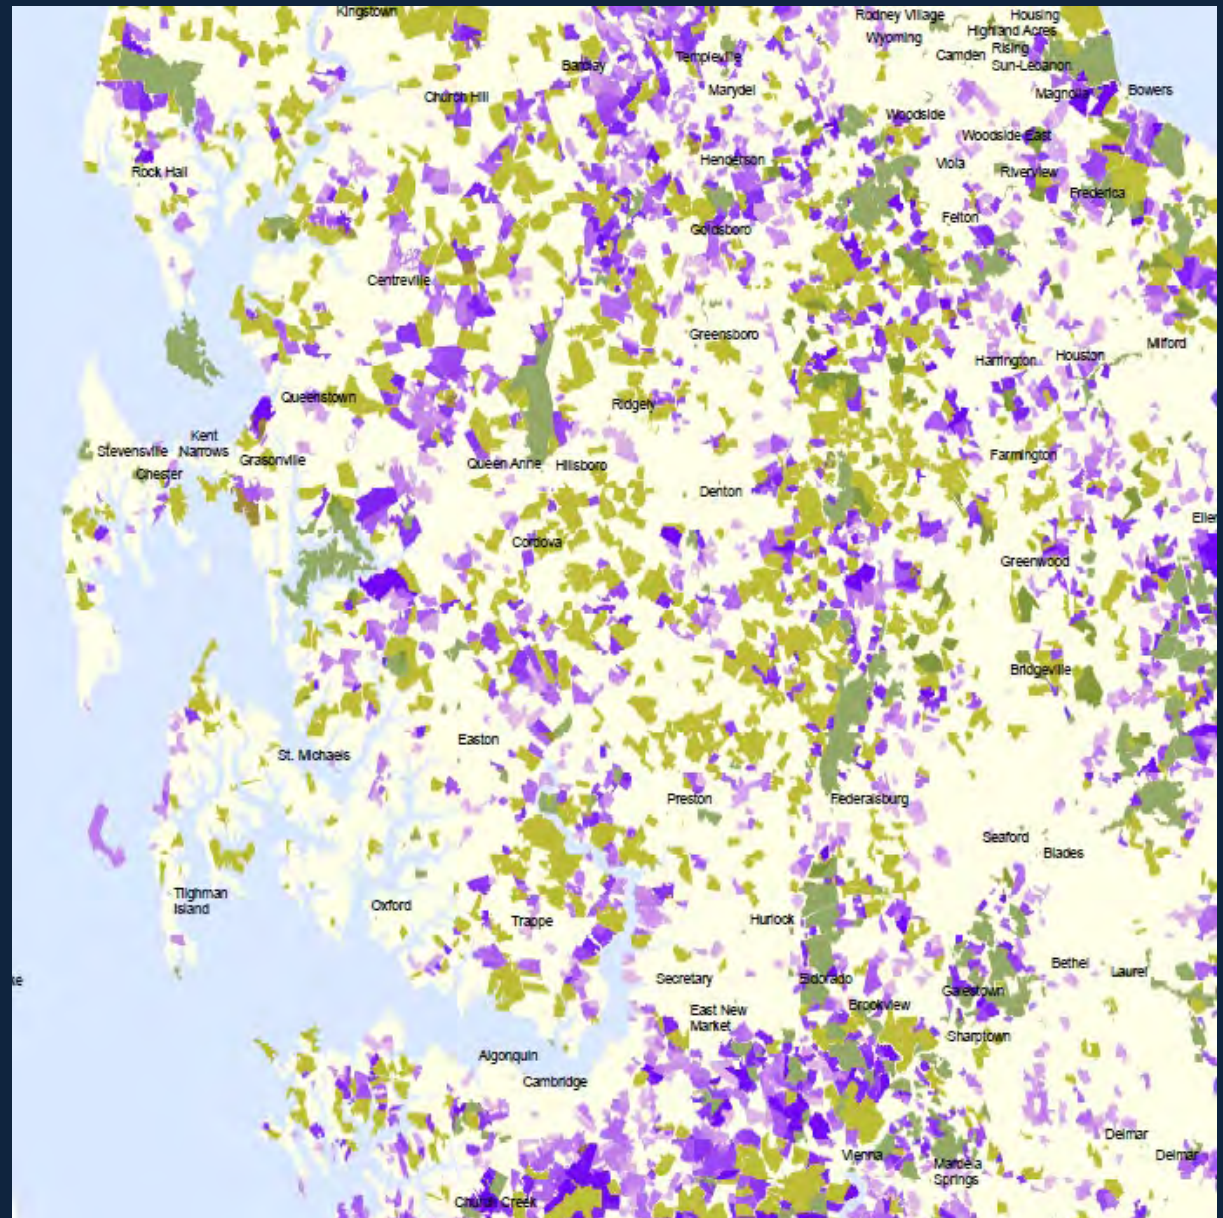 Kingstown
Rodney Village
Housing
Highland Acres
Wyoming
Rising
Sun-Lebanon
Camden
Templeville
Barclay
Marydel
Magnolia
Bowers
Church Hill
Woodside
Woodside East
Henderson
Viola
Riverview
Rock Hall
Frederica
Felton
Goldsboro
Centreville
Greensboro
Milford
Harrington
Houston
Queenstown
Ridgely
Kent
Narrows
Stevensville
Grasonville
Chester
Queen Anne
Hillsboro
Farmington
Denton
Ellen
Cordova
Greenwood
Bridgeville
Easton
St. Michaels
Preston
Federalsburg
Seaford
Blades
Tilghman
Island
Oxford
Trappe
Hurlock
Bethel
Laurel
Secretary
Eldorado
Galestown
ke
East New
Market
Brookview
Sharptown
Algonquin
Cambridge
Delmar
Vienna
Mardela
Springs
Delmar
Church Creek